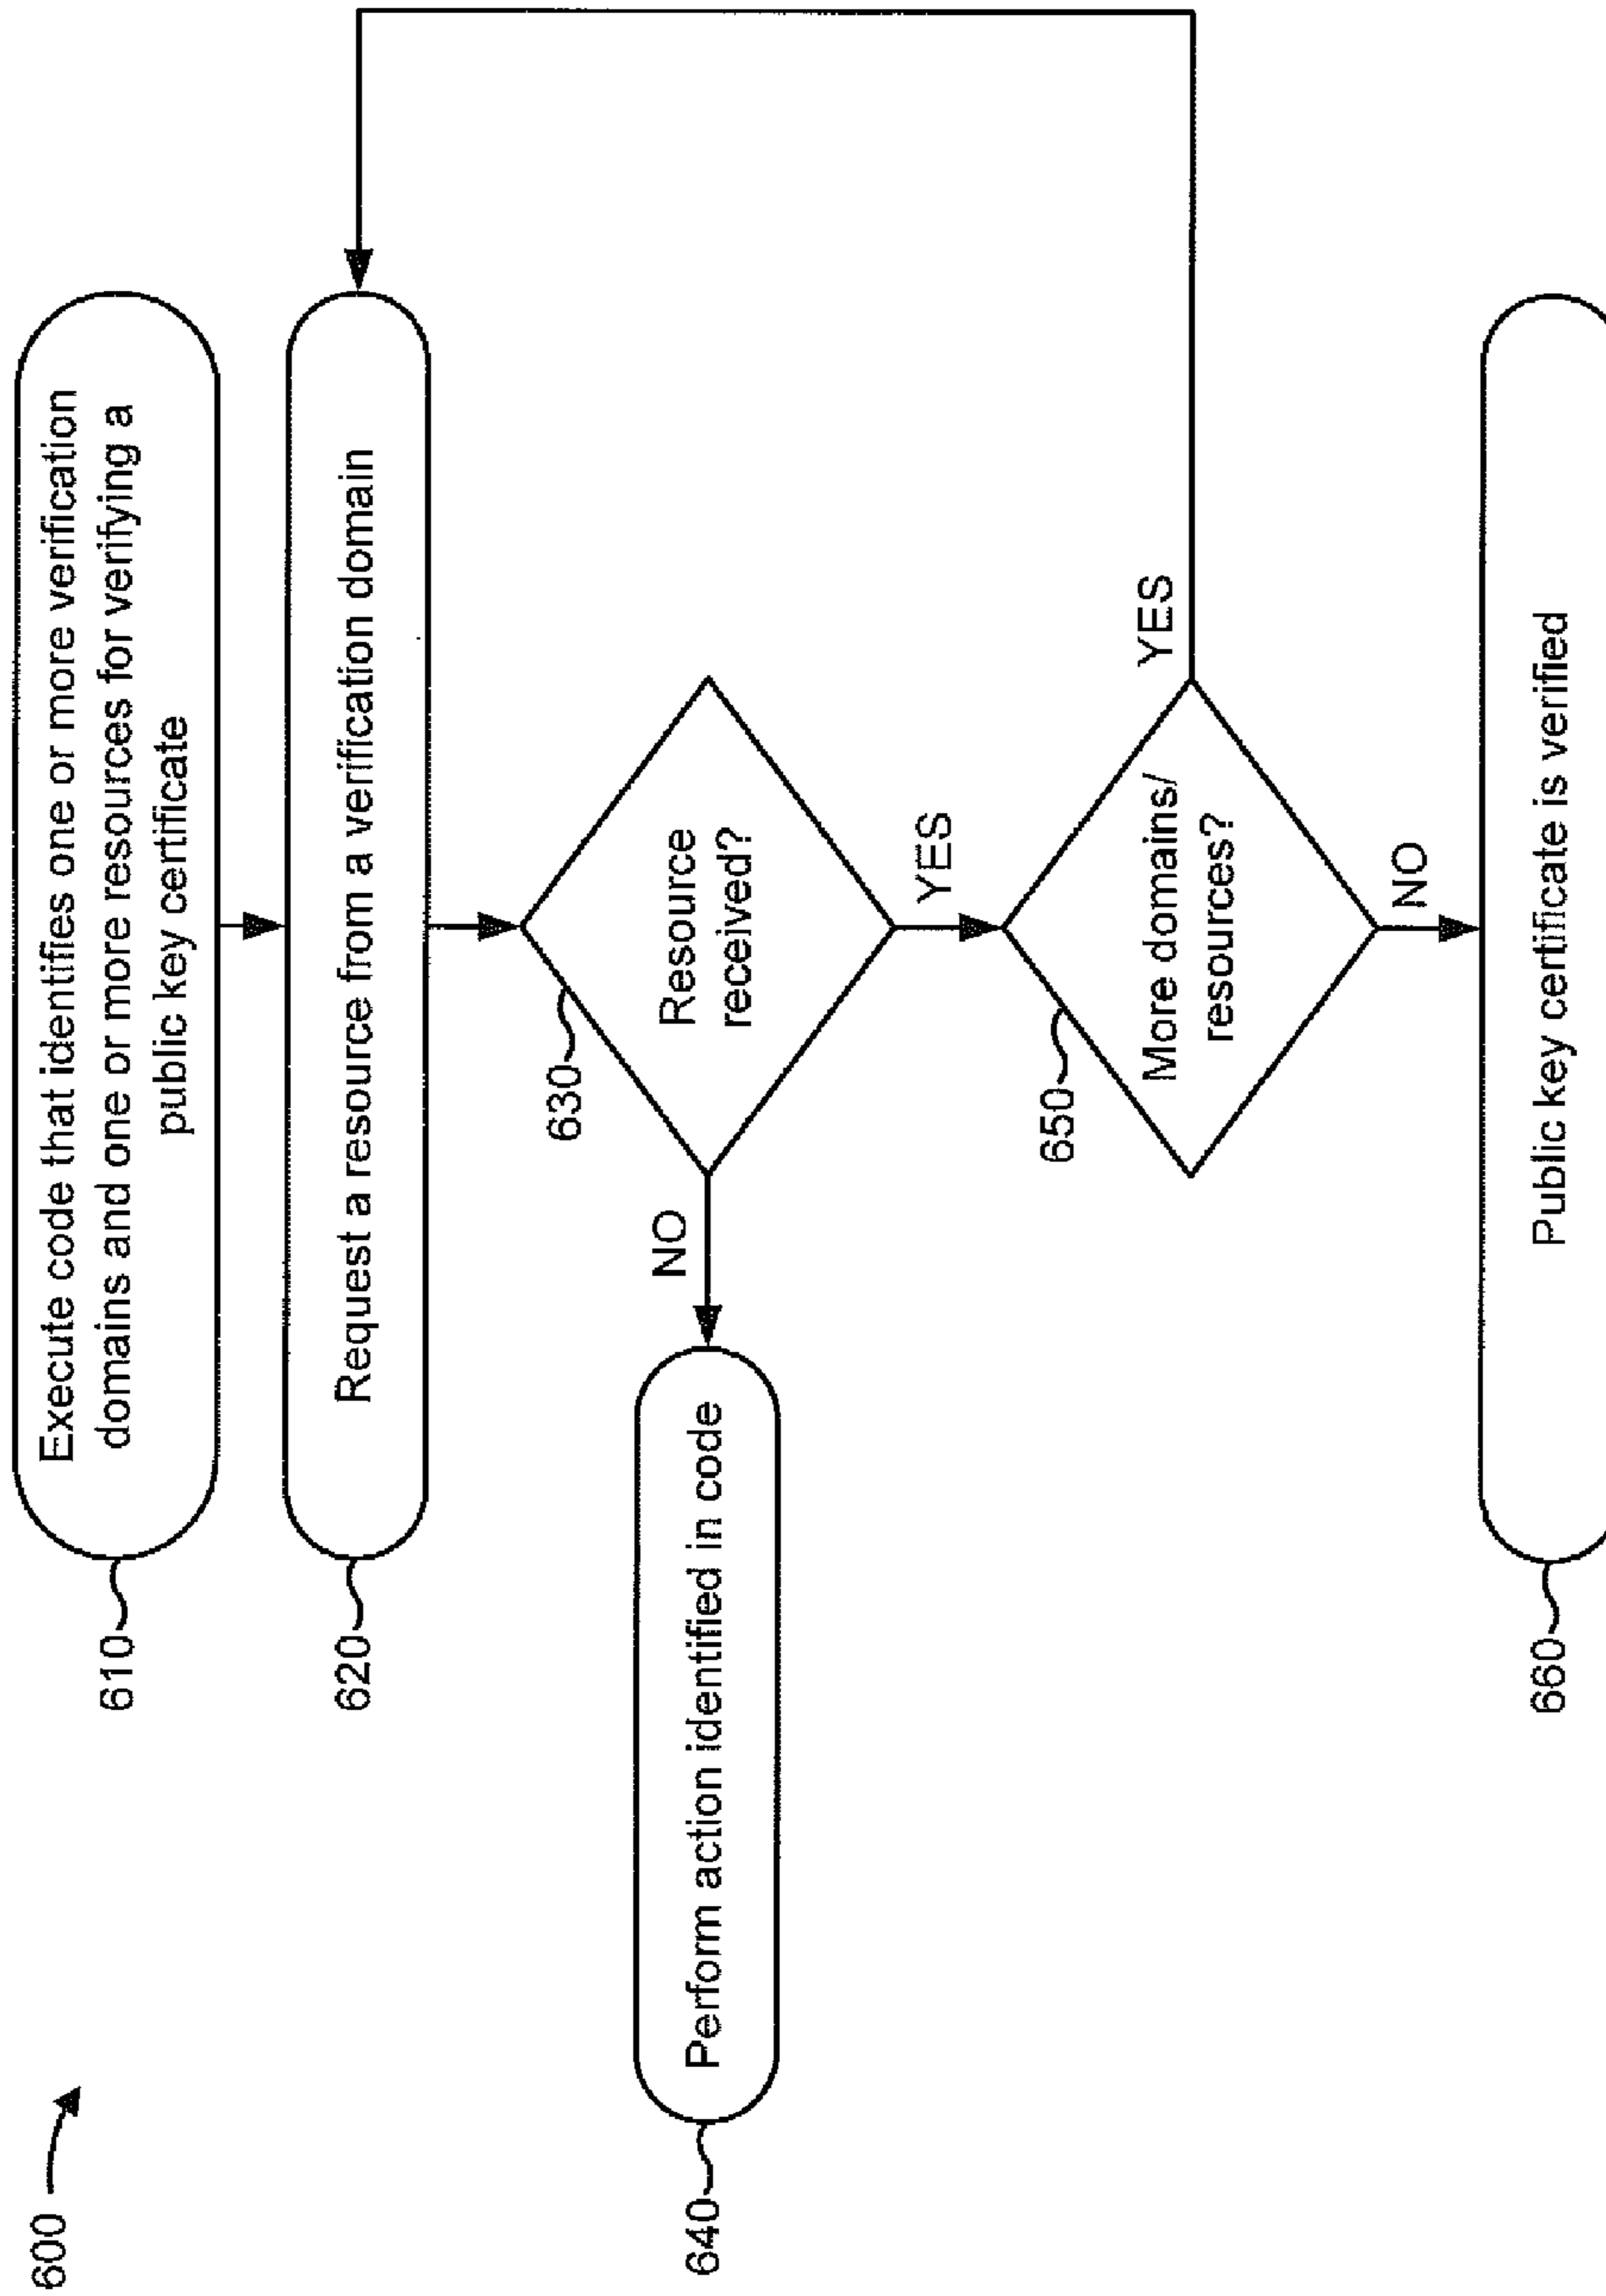 600
610
Execute code that identifies one or more verification
domains and one or more resources for verifying a
public key certificate
620
Request a resource from a verification domain
630
Resource
received?
NO
640
Perform action identified in code
YES
650
More domains/
resources?
YES
NO
660
Public key certificate is verified